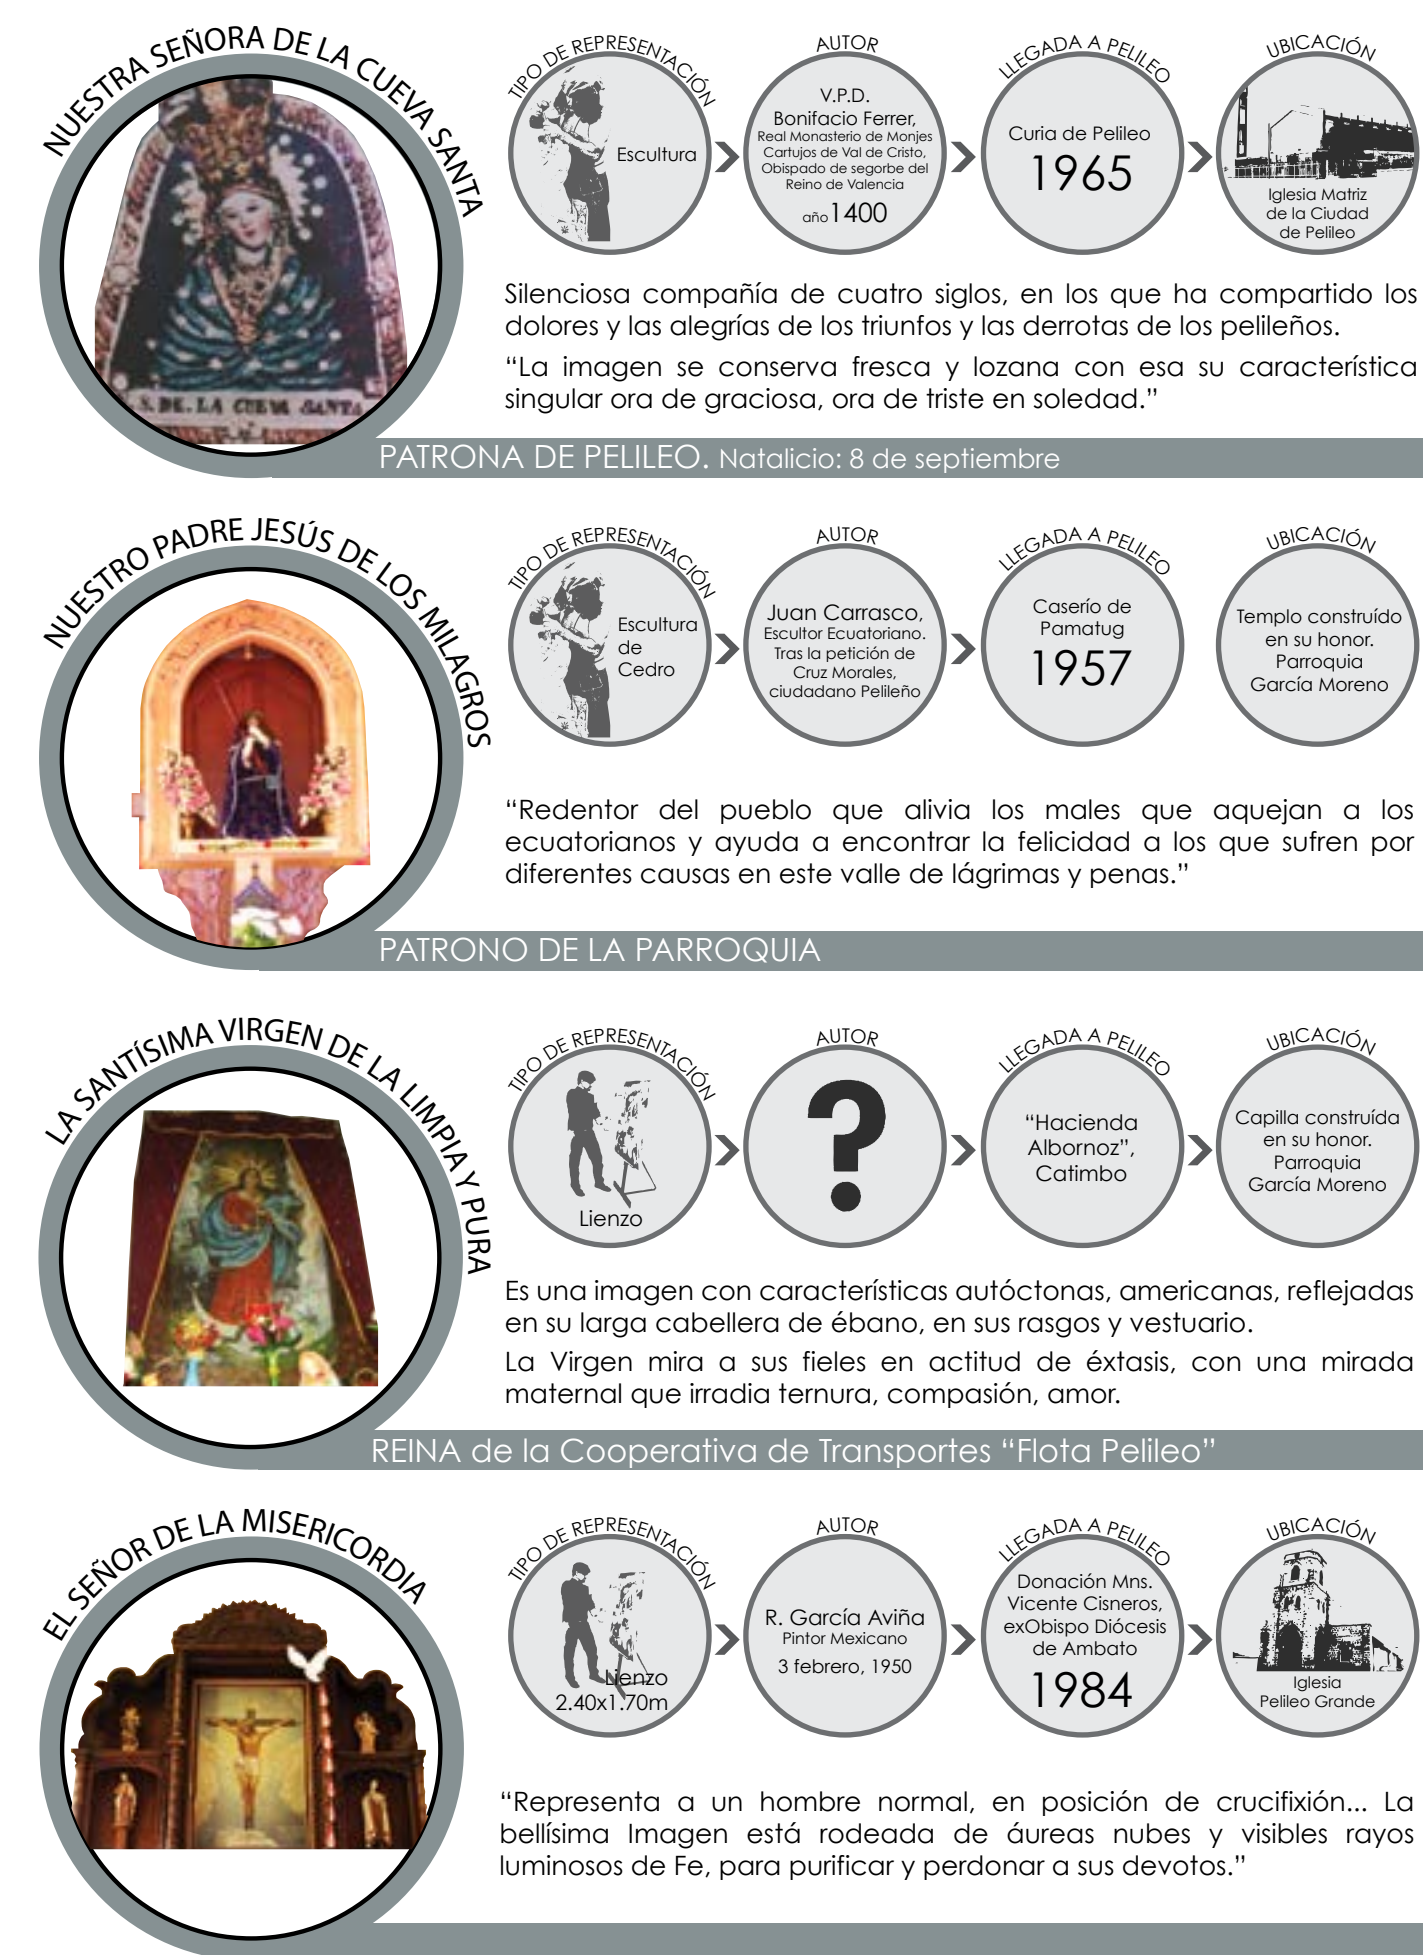 NUESTRA SEÑORA DE LA CUEVA SANTA
S. DE. LA CUEVA SANTA
TIPO DE REPRESENTACIÓN
Escultura
AUTOR
V.P.D.
Bonifacio Ferrer,
Real Monasterio de Monjes
Cartujos de Val de Cristo,
Obispado de segorbe del
Reino de Valencia
año 1400
LLEGADA A PELILEO
Curia de Pelileo
1965
UBICACIÓN
Iglesia Matriz
de la Ciudad
de Pelileo
Silenciosa compañía de cuatro siglos, en los que ha compartido los
dolores y las alegrías de los triunfos y las derrotas de los pelileños.
“La imagen se conserva fresca y lozana con esa su característica
singular ora de graciosa, ora de triste en soledad.”
PATRONA DE PELILEO. Natalicio: 8 de septiembre
NUESTRO PADRE JESÚS DE LOS MILAGROS
TIPO DE REPRESENTACIÓN
Escultura
de
Cedro
AUTOR
Juan Carrasco,
Escultor Ecuatoriano.
Tras la petición de
Cruz Morales,
ciudadano Pelileño
LLEGADA A PELILEO
Caserío de
Pamatug
1957
UBICACIÓN
Templo construído
en su honor.
Parroquia
García Moreno
“Redentor del pueblo que alivia los males que aquejan a los
ecuatorianos y ayuda a encontrar la felicidad a los que sufren por
diferentes causas en este valle de lágrimas y penas.”
PATRONO DE LA PARROQUIA
LA SANTÍSIMA VIRGEN DE LA LIMPIA Y PURA
TIPO DE REPRESENTACIÓN
Lienzo
AUTOR
?
LLEGADA A PELILEO
“Hacienda
Albornoz”,
Catimbo
UBICACIÓN
Capilla construída
en su honor.
Parroquia
García Moreno
Es una imagen con características autóctonas, americanas, reflejadas
en su larga cabellera de ébano, en sus rasgos y vestuario.
La Virgen mira a sus fieles en actitud de éxtasis, con una mirada
maternal que irradia ternura, compasión, amor.
REINA de la Cooperativa de Transportes “Flota Pelileo”
EL SEÑOR DE LA MISERICORDIA
TIPO DE REPRESENTACIÓN
Lienzo
2.40x1.70m
AUTOR
R. García Aviña
Pintor Mexicano
3 febrero, 1950
LLEGADA A PELILEO
Donación Mns.
Vicente Cisneros,
exObispo Diócesis
de Ambato
1984
UBICACIÓN
Iglesia
Pelileo Grande
“Representa a un hombre normal, en posición de crucifixión... La
bellísima Imagen está rodeada de áureas nubes y visibles rayos
luminosos de Fe, para purificar y perdonar a sus devotos.”